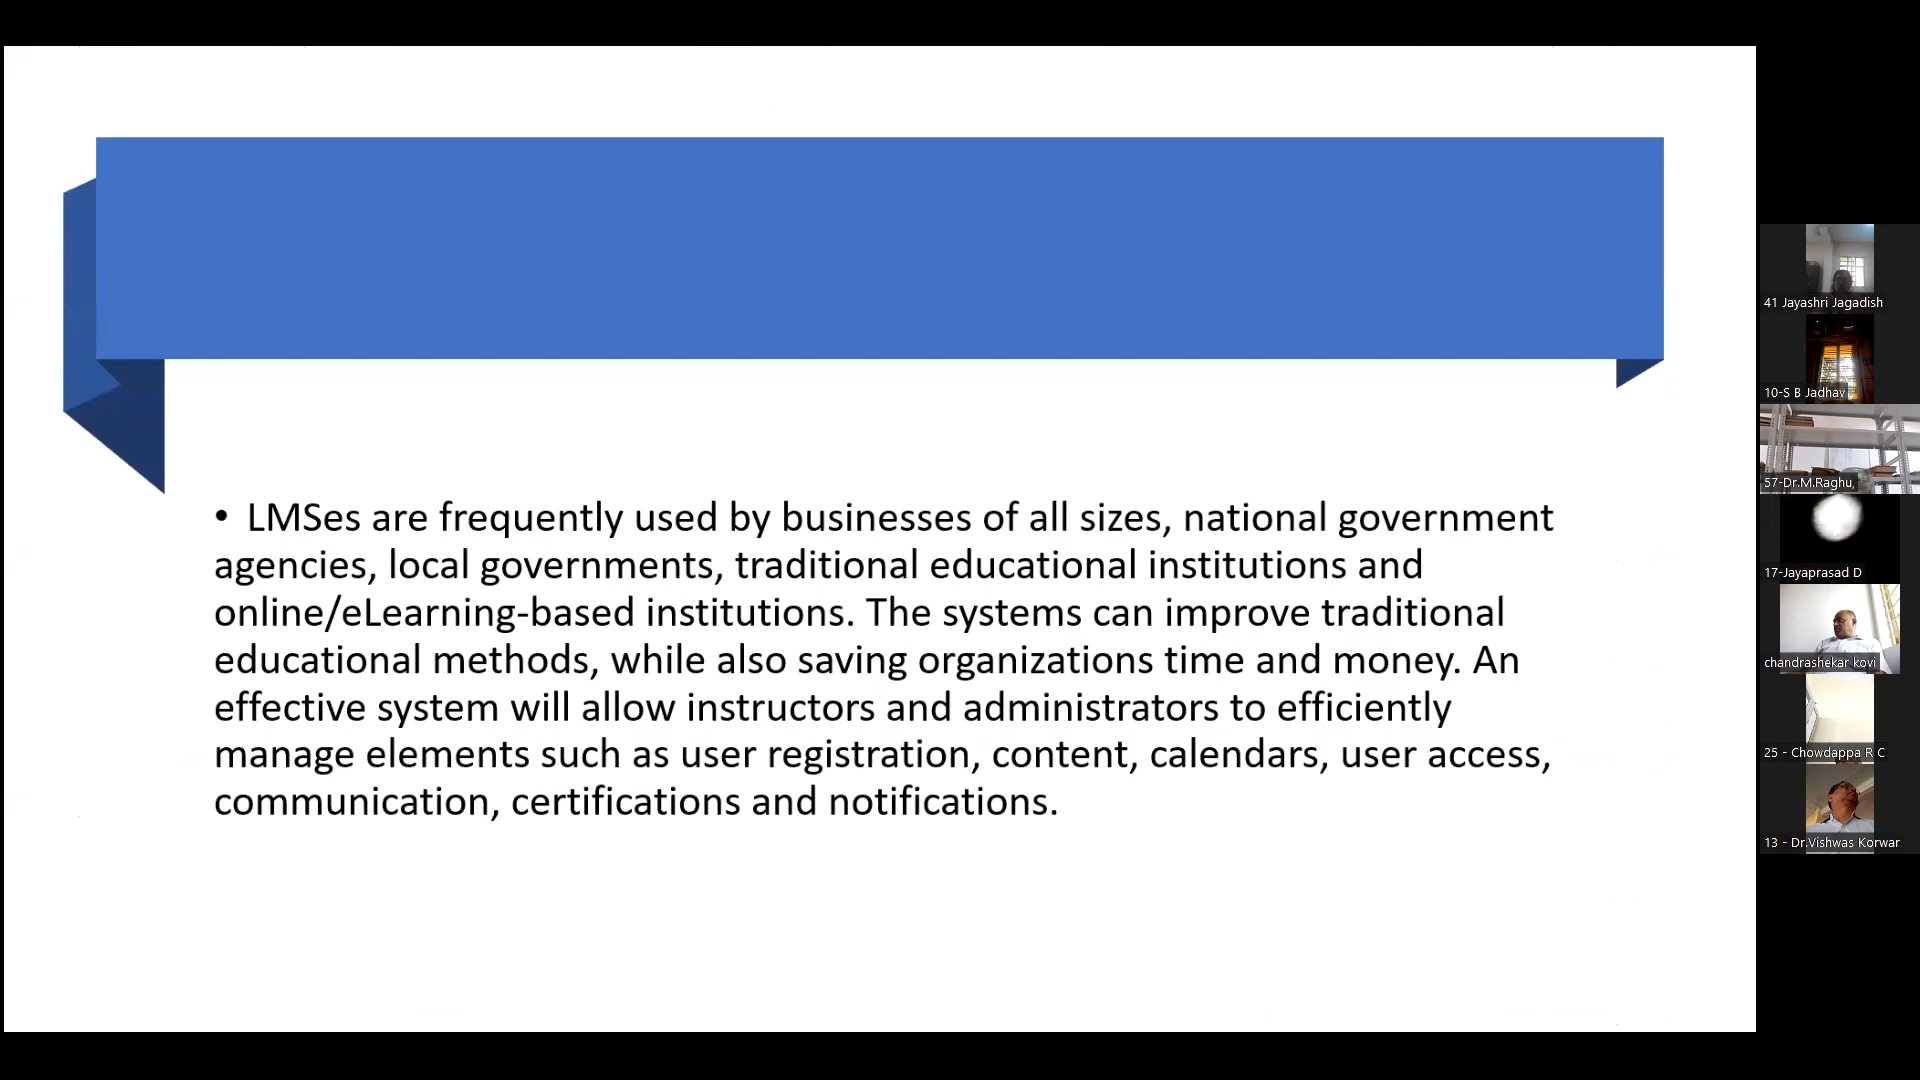 • LMSes are frequently used by businesses of all sizes, national government
agencies, local governments, traditional educational institutions and
online/eLearning-based institutions. The systems can improve traditional
educational methods, while also saving organizations time and money. An
effective system will allow instructors and administrators to efficiently
manage elements such as user registration, content, calendars, user access,
communication, certifications and notifications.
41 Jayashri Jagadish
10-S B Jadhav
57-Dr.M.Raghu,
17-Jayaprasad D
chandrashekar kovi
25 - Chowdappa R C
13 - Dr.Vishwas Korwar